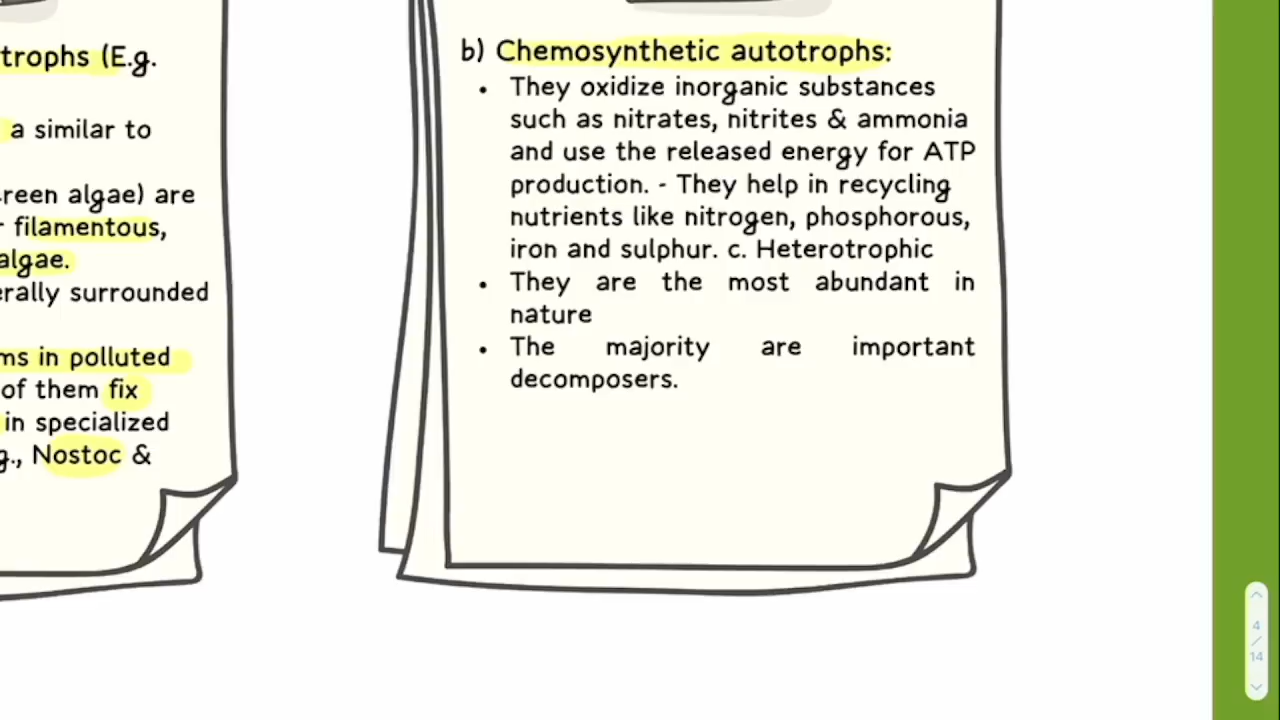 trophs (E.g.
a similar to
reen algae) are
filamentous,
algae.
erally surrounded
ms in polluted
of them fix
in specialized
g., Nostoc &
b) Chemosynthetic autotrophs:
• They oxidize inorganic substances
such as nitrates, nitrites & ammonia
and use the released energy for ATP
production. - They help in recycling
nutrients like nitrogen, phosphorous,
iron and sulphur. c. Heterotrophic
• They are the most abundant in
nature
• The majority are important
decomposers.
4
/
14